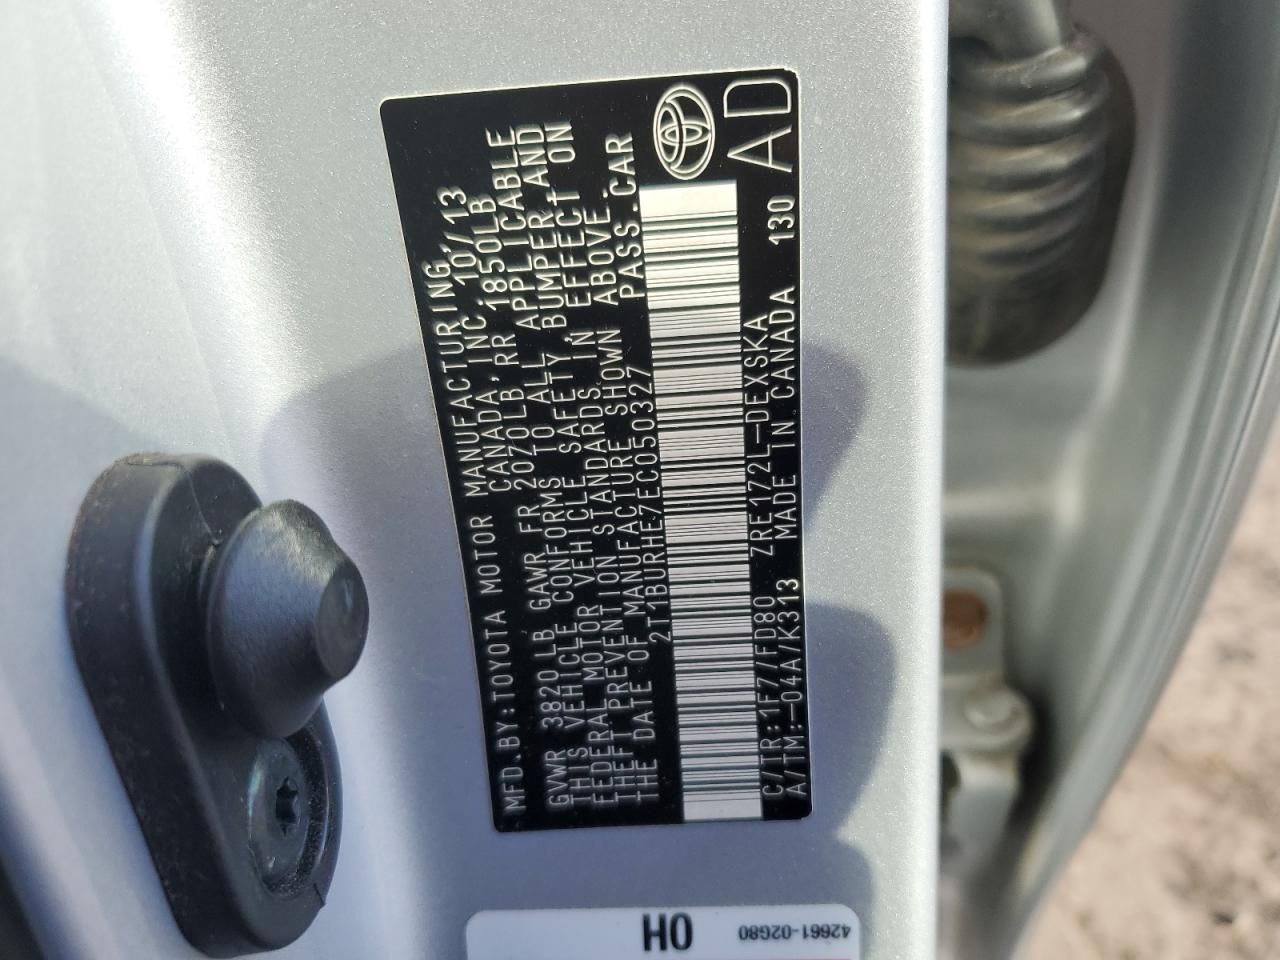 MFD.BY:TOYOTA MOTOR MANUFACTURING,
CANADA, INC. 10/13
GVWR 3820LB GAWR FR 2070LB, RR 1850LB
THIS VEHICLE CONFORMS TO ALL APPLICABLE
FEDERAL MOTOR VEHICLE SAFETY, BUMPER, AND
THEFT PREVENTION STANDARDS IN EFFECT ON
THE DATE OF MANUFACTURE SHOWN ABOVE.
2T1BURHE7EC050327 PASS.CAR
C/TR:1F7/FD80 ZRE172L-DEXSKA
A/TM:-04A/K313 MADE IN CANADA 130
AD
0H
42661-02G80